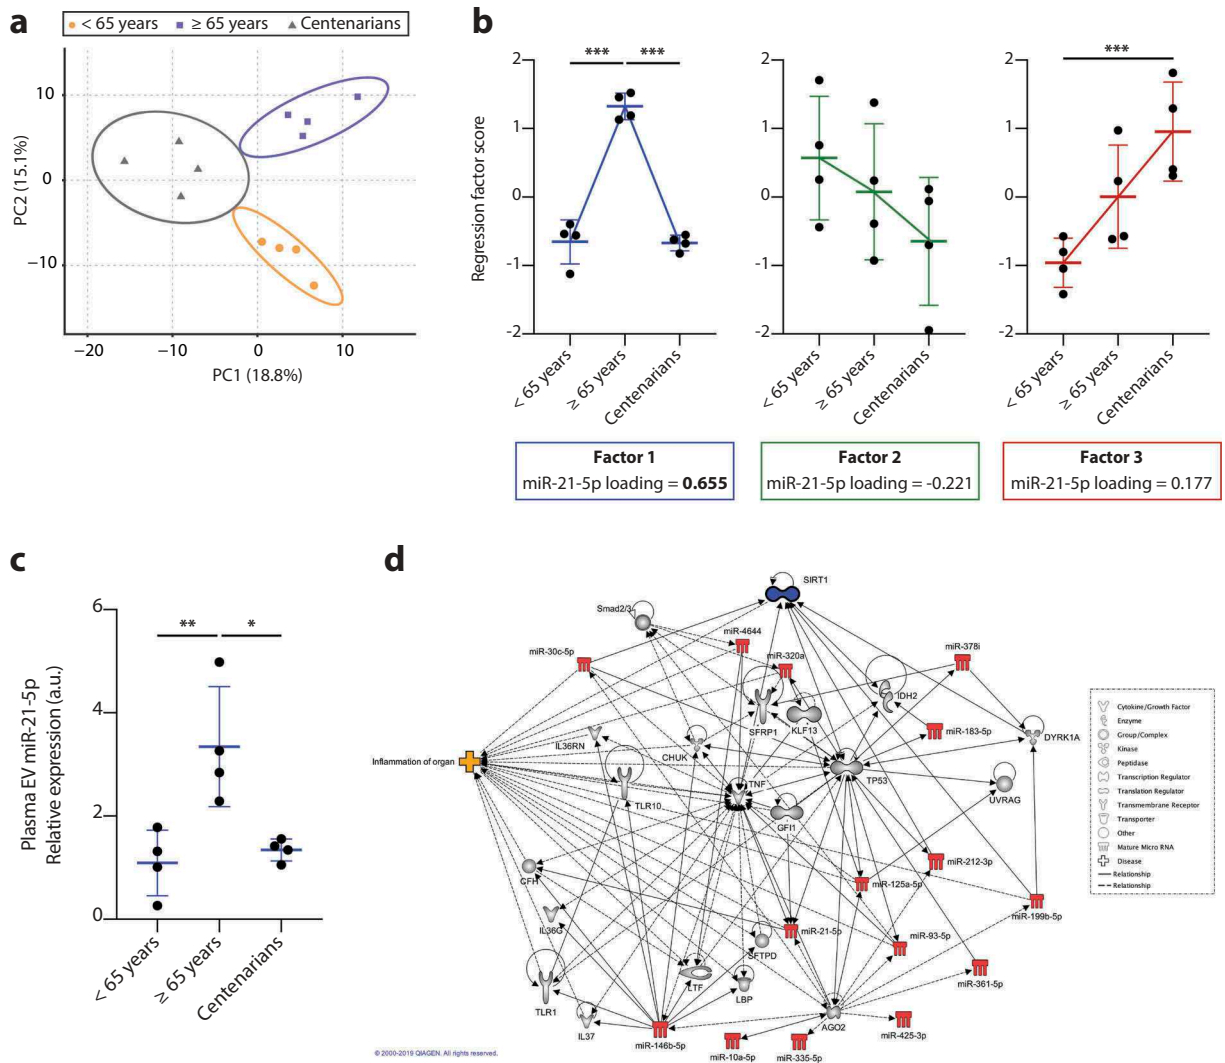 a
< 65 years ≥ 65 years Centenarians
PC2 (15.1%)
10
0
−10
−20 −10 0 10
PC1 (18.8%)
b
Regression factor score
2
1
0
-1
-2
***
***
< 65 years
≥ 65 years
Centenarians
2
1
0
-1
-2
< 65 years
≥ 65 years
Centenarians
2
1
0
-1
-2
***
< 65 years
≥ 65 years
Centenarians
Factor 1
miR-21-5p loading = 0.655
Factor 2
miR-21-5p loading = -0.221
Factor 3
miR-21-5p loading = 0.177
c
Plasma EV miR-21-5p
Relative expression (a.u.)
6
4
2
0
**
*
< 65 years
≥ 65 years
Centenarians
d
SIRT1
Smad2/3
miR-4644
miR-30c-5p
miR-320a
miR-378i
IDH2
SFRP1
KLF13
miR-183-5p
IL36RN
DYRK1A
CHUK
Inflammation of organ
TP53
TNF
TLR10
UVRAG
GFI1
miR-212-3p
CFH
miR-125a-5p
miR-199b-5p
IL36G
miR-21-5p
miR-93-5p
SFTPD
miR-361-5p
LTF
LBP
TLR1
AGO2
IL37
miR-425-3p
miR-146b-5p
miR-10a-5p
miR-335-5p
Cytokine/Growth Factor
Enzyme
Group/Complex
Kinase
Peptidase
Transcription Regulator
Translation Regulator
Transmembrane Receptor
Transporter
Other
Mature Micro RNA
Disease
Relationship
Relationship
© 2000-2019 QIAGEN. All rights reserved.